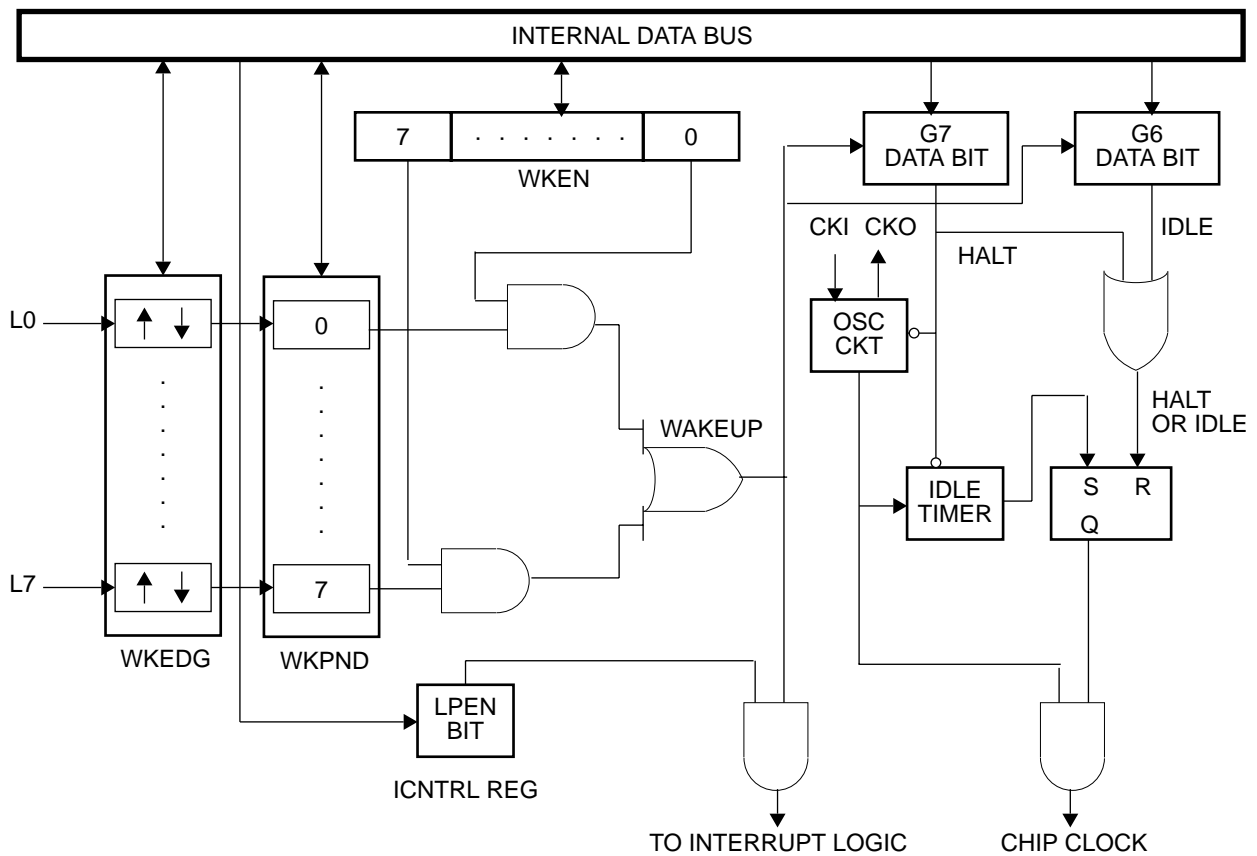 INTERNAL DATA BUS
7 . . . . . . . 0
WKEN
G7
DATA BIT
G6
DATA BIT
CKI CKO
HALT
IDLE
L0
0
OSC
CKT
HALT
OR IDLE
WAKEUP
IDLE
TIMER
S R
Q
L7
7
WKEDG
WKPND
LPEN
BIT
ICNTRL REG
TO INTERRUPT LOGIC
CHIP CLOCK